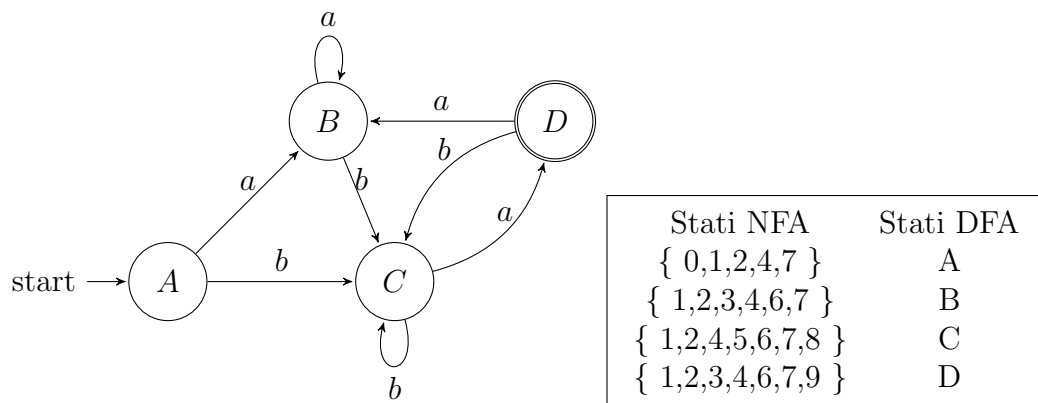 a
B
a
D
b
a
b
a
start
A
b
C
b
Stati NFA Stati DFA
{ 0,1,2,4,7 } A
{ 1,2,3,4,6,7 } B
{ 1,2,4,5,6,7,8 } C
{ 1,2,3,4,6,7,9 } D